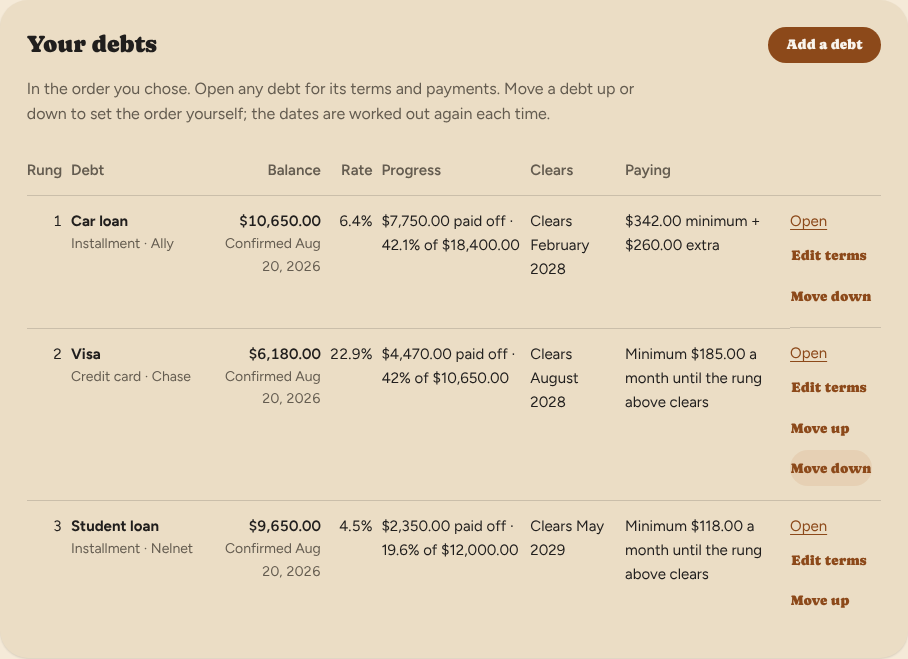 Your debts
Add a debt
In the order you chose. Open any debt for its terms and payments. Move a debt up or
down to set the order yourself; the dates are worked out again each time.
Rung Debt Balance Rate Progress Clears Paying
1 Car loan $10,650.00 6.4% $7,750.00 paid off · Clears $342.00 minimum + Open
Installment · Ally Confirmed Aug 42.1% of $18,400.00 February $260.00 extra Edit terms
20, 2026 2028
Move down
2 Visa $6,180.00 22.9% $4,470.00 paid off · Clears Minimum $185.00 a Open
Credit card · Chase Confirmed Aug 42% of $10,650.00 August month until the rung Edit terms
20, 2026 2028 above clears
Move up
Move down
3 Student loan $9,650.00 4.5% $2,350.00 paid off · Clears May Minimum $118.00 a Open
Installment · Nelnet Confirmed Aug 19.6% of $12,000.00 2029 month until the rung Edit terms
20, 2026 above clears
Move up